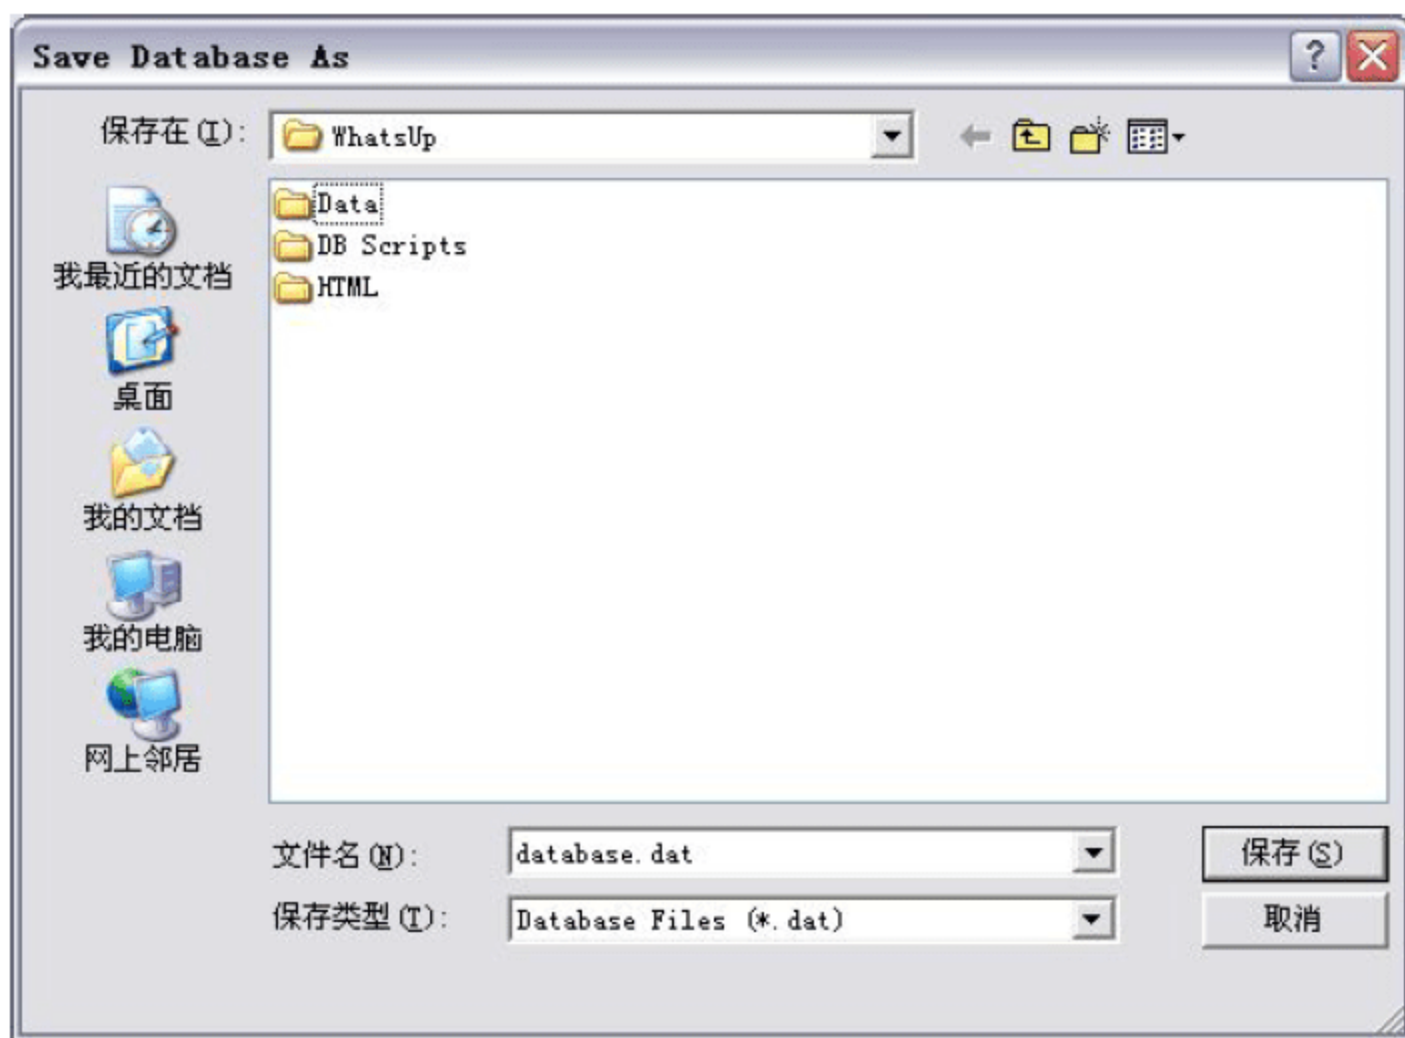 Save Database As
保存在(I):
WhatsUp
Data
DB Scripts
HTML
我最近的文档
桌面
我的文档
我的电脑
网上邻居
文件名(N):
database.dat
保存(S)
保存类型(T):
Database Files (*.dat)
取消